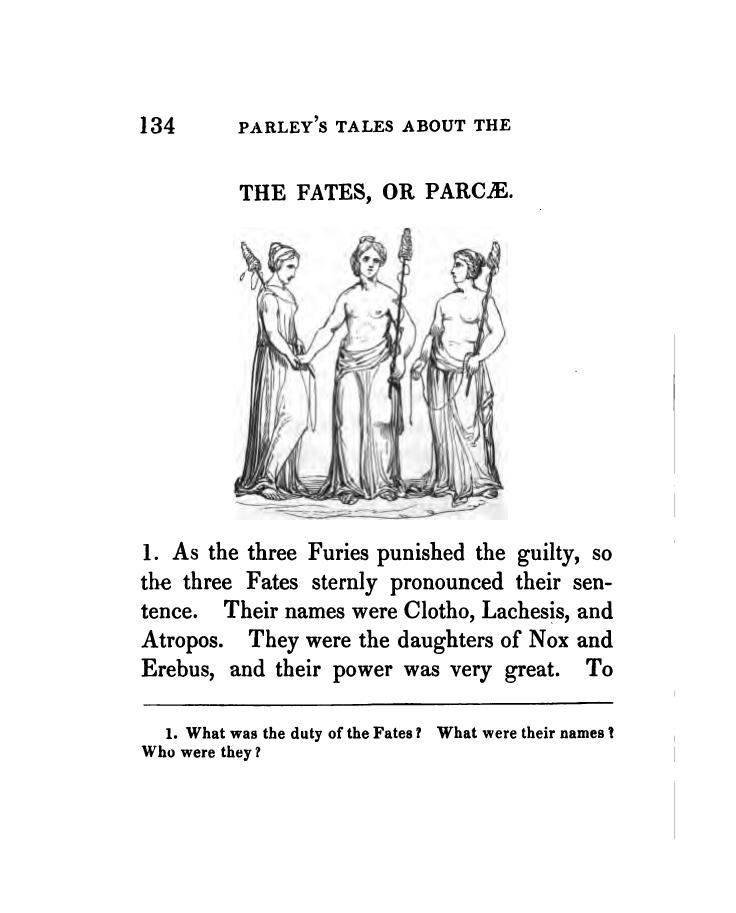 134 PARLEY'S TALES ABOUT THE
THE FATES, OR PARCÆ.
1. As the three Furies punished the guilty, so
the three Fates sternly pronounced their sen-
tence. Their names were Clotho, Lachesis, and
Atropos. They were the daughters of Nox and
Erebus, and their power was very great. To
1. What was the duty of the Fates? What were their names?
Who were they?